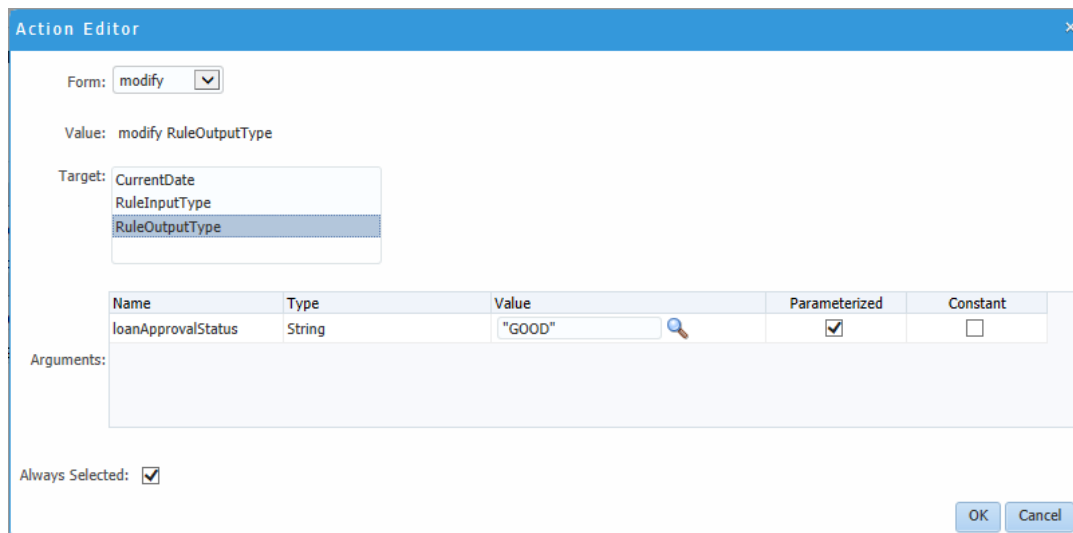 Action Editor
Form: modify
Value: modify RuleOutputType
Target: CurrentDate
RuleInputType
RuleOutputType
Name Type Value Parameterized Constant
loanApprovalStatus String "GOOD"
Arguments:
Always Selected:
OK Cancel